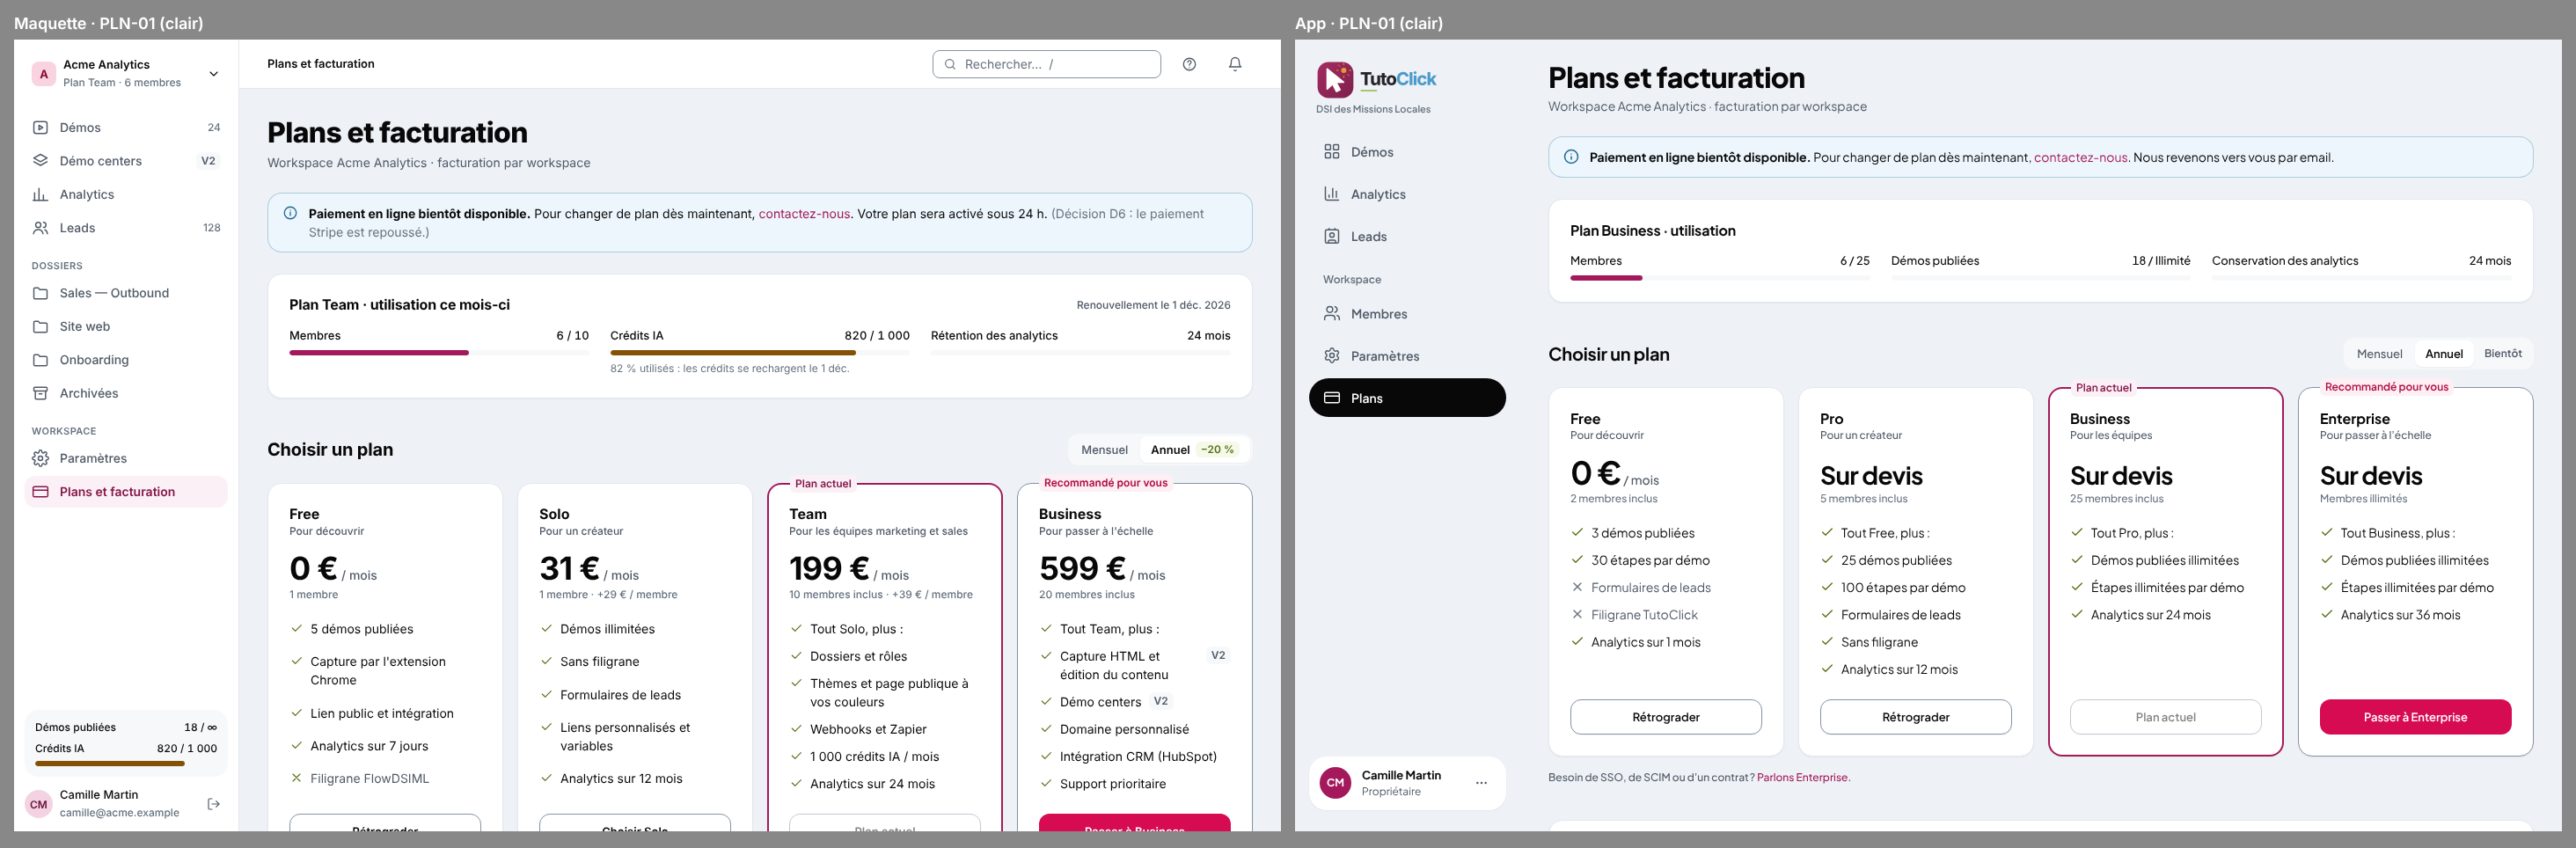 Maquette · PLN-01 (clair)
A
Acme Analytics
Plan Team · 6 membres
Démos 24
Démo centers V2
Analytics
Leads 128
DOSSIERS
Sales — Outbound
Site web
Onboarding
Archivées
WORKSPACE
Paramètres
Plans et facturation
Démos publiées 18 / ∞
Crédits IA 820 / 1 000
CM
Camille Martin
camille@acme.example
Plans et facturation
Rechercher... /
Plans et facturation
Workspace Acme Analytics · facturation par workspace
Paiement en ligne bientôt disponible. Pour changer de plan dès maintenant, contactez-nous. Votre plan sera activé sous 24 h. (Décision D6 : le paiement
Stripe est repoussé.)
Plan Team · utilisation ce mois-ci
Renouvellement le 1 déc. 2026
Membres 6 / 10
Crédits IA 820 / 1 000
82 % utilisés : les crédits se rechargent le 1 déc.
Rétention des analytics 24 mois
Choisir un plan
Mensuel Annuel −20 %
Free
Pour découvrir
0 € / mois
1 membre
5 démos publiées
Capture par l'extension
Chrome
Lien public et intégration
Analytics sur 7 jours
Filigrane FlowDSIML
Rétrograder
Solo
Pour un créateur
31 € / mois
1 membre · +29 € / membre
Démos illimitées
Sans filigrane
Formulaires de leads
Liens personnalisés et
variables
Analytics sur 12 mois
Choisir Solo
Plan actuel
Team
Pour les équipes marketing et sales
199 € / mois
10 membres inclus · +39 € / membre
Tout Solo, plus :
Dossiers et rôles
Thèmes et page publique à
vos couleurs
Webhooks et Zapier
1 000 crédits IA / mois
Analytics sur 24 mois
Plan actuel
Recommandé pour vous
Business
Pour passer à l'échelle
599 € / mois
20 membres inclus
Tout Team, plus :
Capture HTML et V2
édition du contenu
Démo centers V2
Domaine personnalisé
Intégration CRM (HubSpot)
Support prioritaire
Passer à Business
App · PLN-01 (clair)
TutoClick
DSI des Missions Locales
Démos
Analytics
Leads
Workspace
Membres
Paramètres
Plans
CM
Camille Martin
Propriétaire
Plans et facturation
Workspace Acme Analytics · facturation par workspace
Paiement en ligne bientôt disponible. Pour changer de plan dès maintenant, contactez-nous. Nous revenons vers vous par email.
Plan Business · utilisation
Membres 6 / 25
Démos publiées 18 / Illimité
Conservation des analytics 24 mois
Choisir un plan
Mensuel Annuel Bientôt
Free
Pour découvrir
0 € / mois
2 membres inclus
3 démos publiées
30 étapes par démo
Formulaires de leads
Filigrane TutoClick
Analytics sur 1 mois
Rétrograder
Pro
Pour un créateur
Sur devis
5 membres inclus
Tout Free, plus :
25 démos publiées
100 étapes par démo
Formulaires de leads
Sans filigrane
Analytics sur 12 mois
Rétrograder
Plan actuel
Business
Pour les équipes
Sur devis
25 membres inclus
Tout Pro, plus :
Démos publiées illimitées
Étapes illimitées par démo
Analytics sur 24 mois
Plan actuel
Recommandé pour vous
Enterprise
Pour passer à l'échelle
Sur devis
Membres illimités
Tout Business, plus :
Démos publiées illimitées
Étapes illimitées par démo
Analytics sur 36 mois
Passer à Enterprise
Besoin de SSO, de SCIM ou d'un contrat ? Parlons Enterprise.